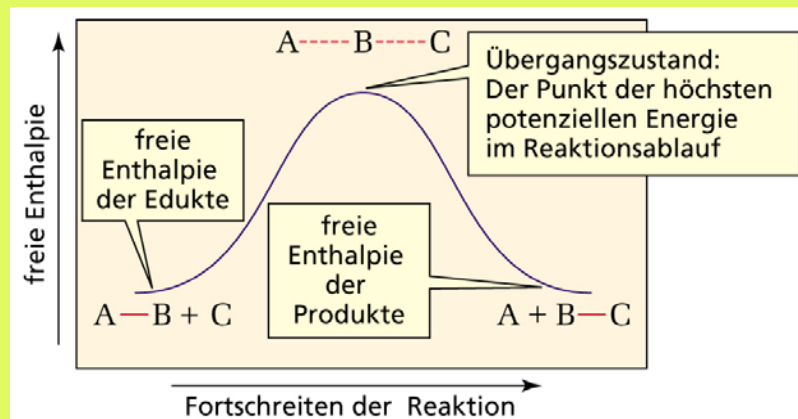 A-----B-----C
Übergangszustand:
Der Punkt der höchsten
potenziellen Energie
im Reaktionsablauf
freie Enthalpie
freie
Enthalpie
der Edukte
freie
Enthalpie
der
Produkte
A—B + C
A + B—C
Fortschreiten der Reaktion